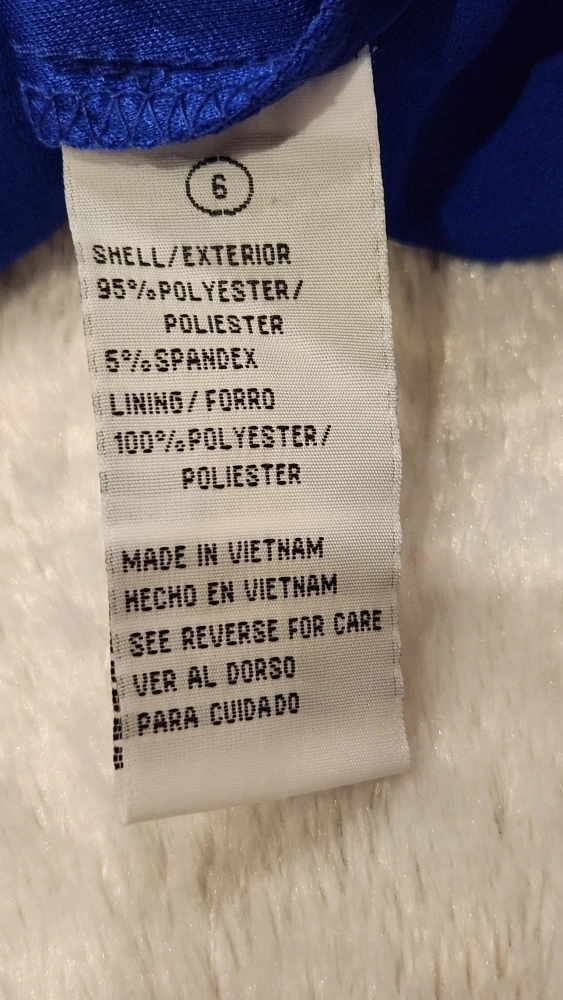 6
SHELL/EXTERIOR
95%POLYESTER/
POLIESTER
5%SPANDEX
LINING/FORRO
100%POLYESTER/
POLIESTER
MADE IN VIETNAM
HECHO EN VIETNAM
SEE REVERSE FOR CARE
VER AL DORSO
PARA CUIDADO